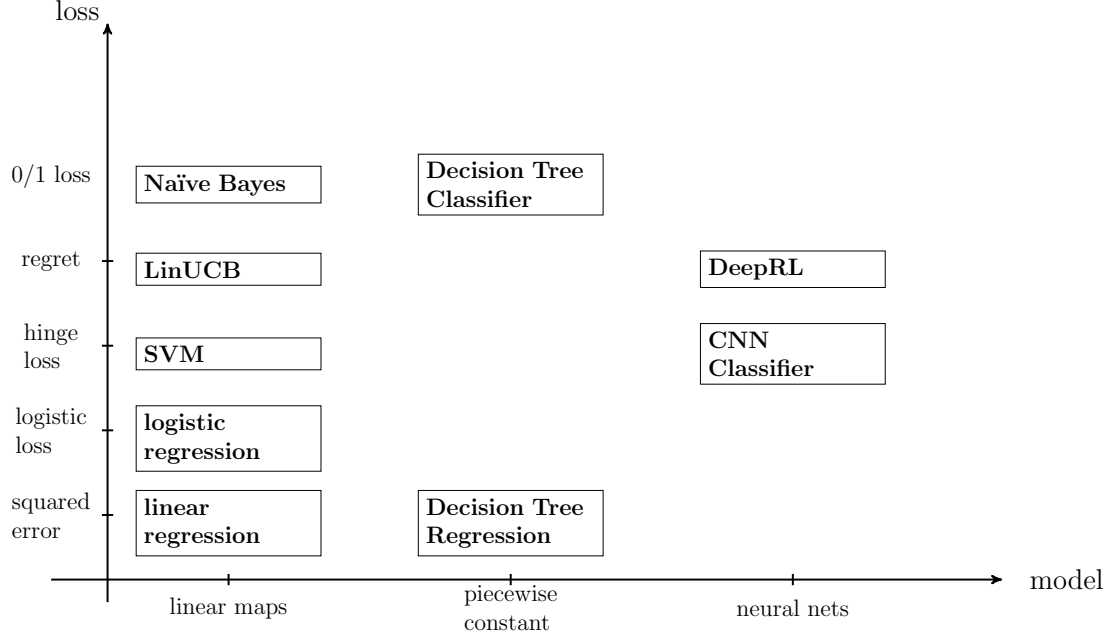 loss
0/1 loss
Naïve Bayes
Decision Tree
Classifier
regret
LinUCB
DeepRL
hinge
loss
SVM
CNN
Classifier
logistic
loss
logistic
regression
squared
error
linear
regression
Decision Tree
Regression
model
linear maps
piecewise
constant
neural nets